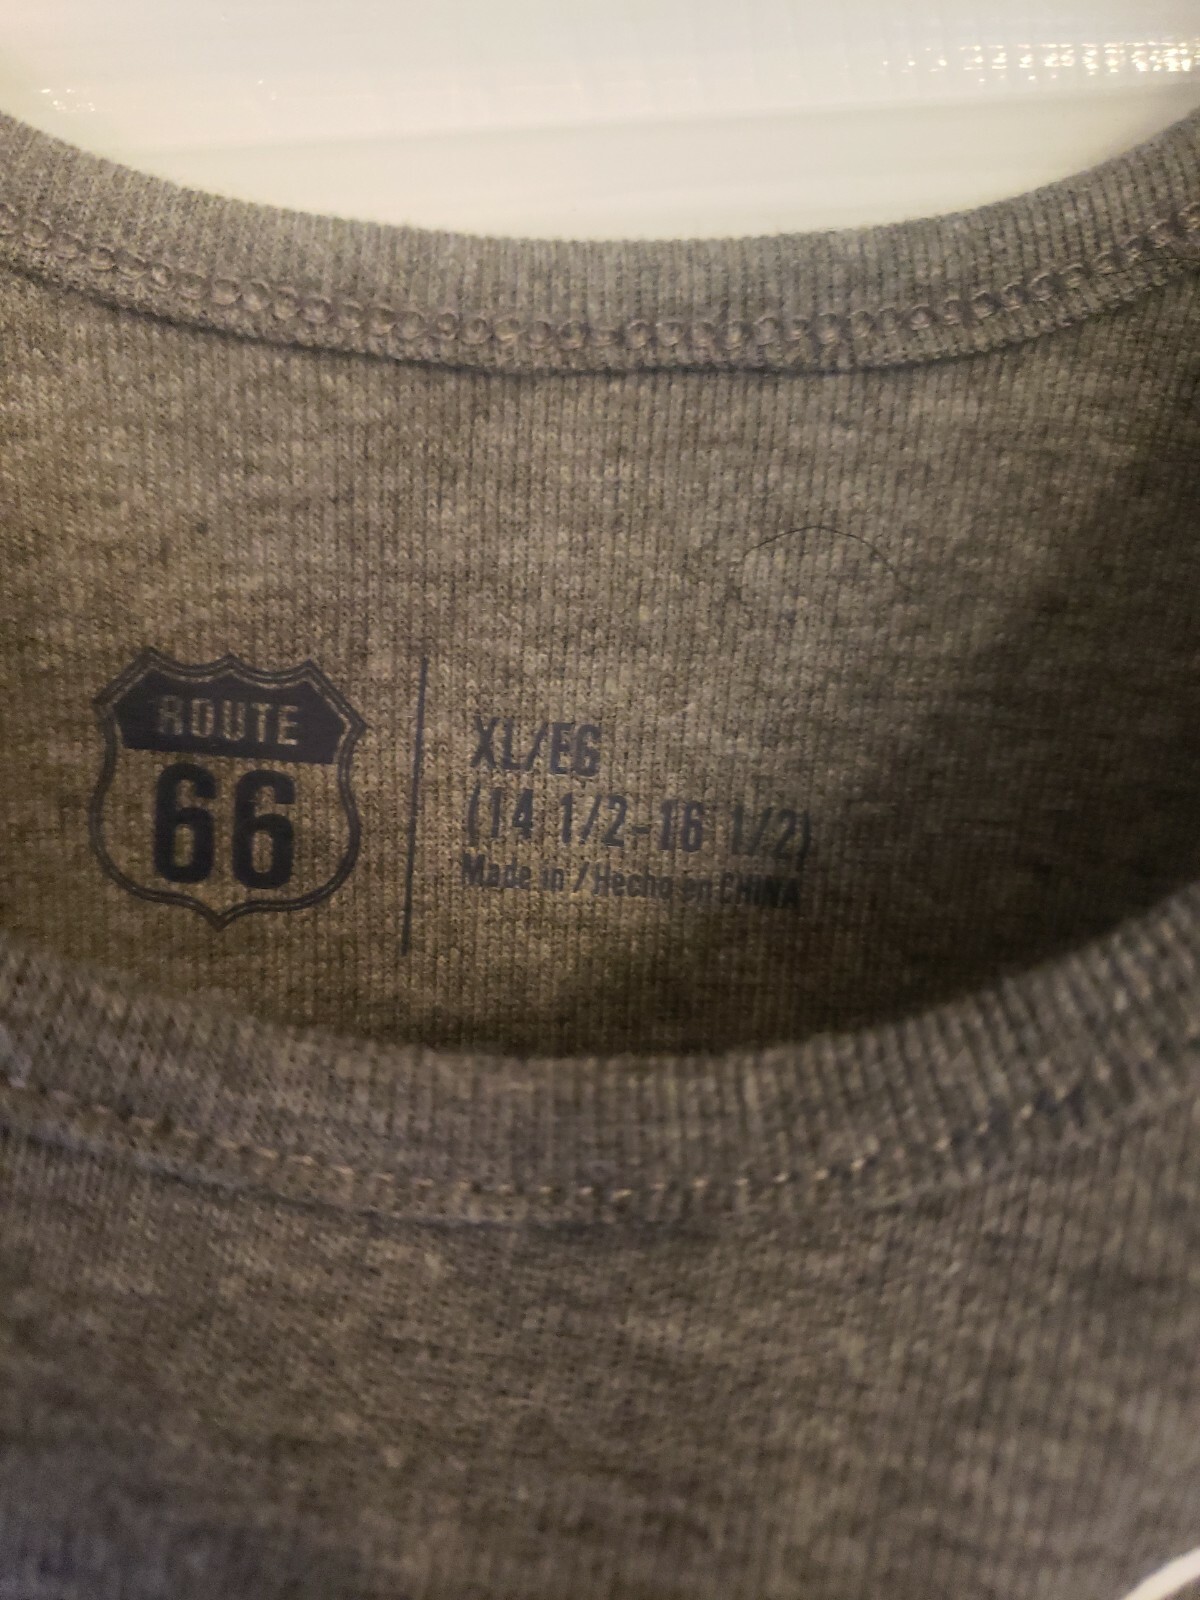 ROUTE
66
XL/EG
(14 1/2-16 1/2)
Made in / Hecho en CHINA